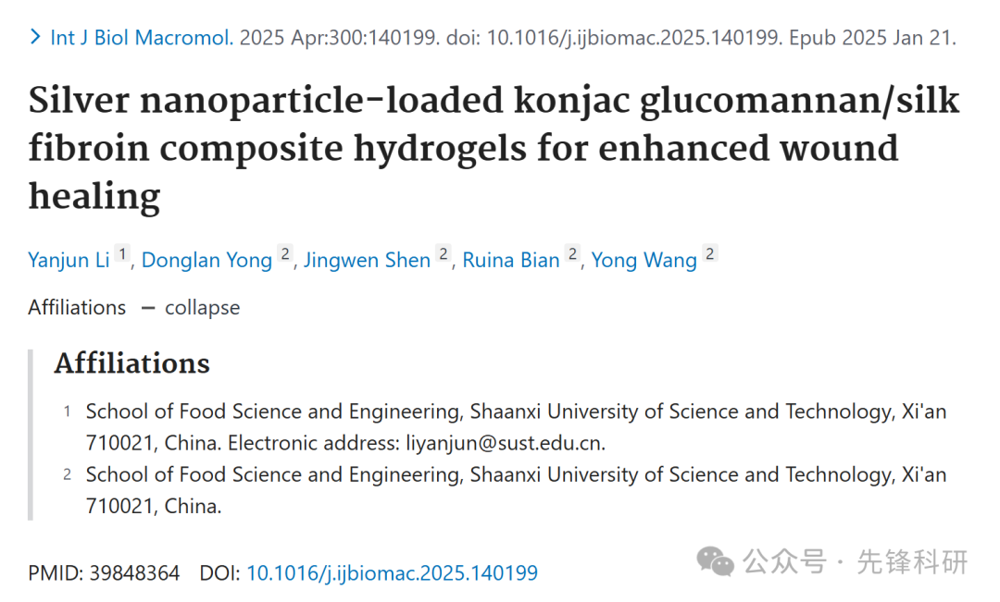 Int J Biol Macromol. 2025 Apr:300:140199. doi: 10.1016/j.ijbiomac.2025.140199. Epub 2025 Jan 21.
Silver nanoparticle-loaded konjac glucomannan/silk
fibroin composite hydrogels for enhanced wound
healing
Yanjun Li 1, Donglan Yong 2, Jingwen Shen 2, Ruina Bian 2, Yong Wang 2
Affiliations — collapse
Affiliations
1 School of Food Science and Engineering, Shaanxi University of Science and Technology, Xi'an
710021, China. Electronic address: liyanjun@sust.edu.cn.
2 School of Food Science and Engineering, Shaanxi University of Science and Technology, Xi'an
710021, China.
PMID: 39848364 DOI: 10.1016/j.ijbiomac.2025.140199
公众号 · 先锋科研